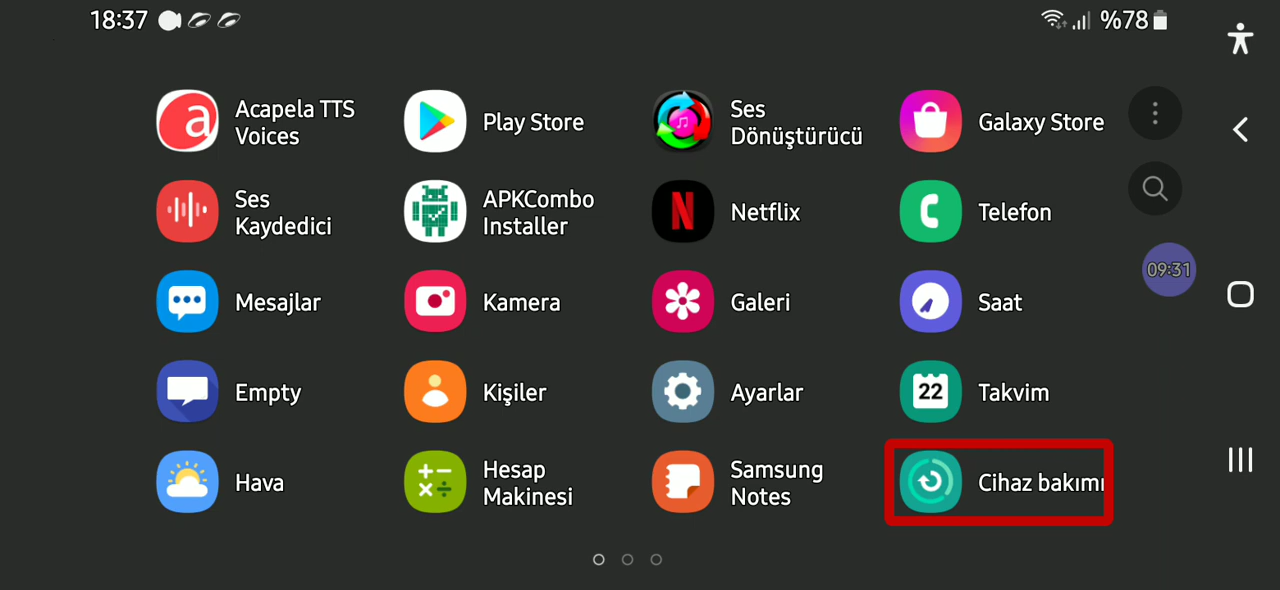 18:37
%78
Acapela TTS
Voices
Play Store
Ses
Dönüştürücü
Galaxy Store
Ses
Kaydedici
APKCombo
Installer
Netflix
Telefon
09:31
Mesajlar
Kamera
Galeri
Saat
Empty
Kişiler
Ayarlar
22
Takvim
Hava
Hesap
Makinesi
Samsung
Notes
Cihaz bakımı